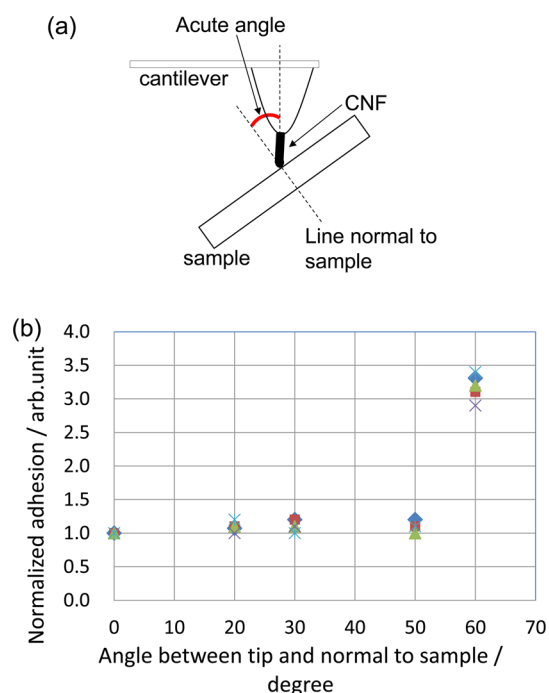 (a)
Acute angle
cantilever
CNF
Line normal to
sample
sample
(b)
Normalized adhesion / arb.unit
4.0
3.5
3.0
2.5
2.0
1.5
1.0
0.5
0.0
0 10 20 30 40 50 60 70
Angle between tip and normal to sample /
degree